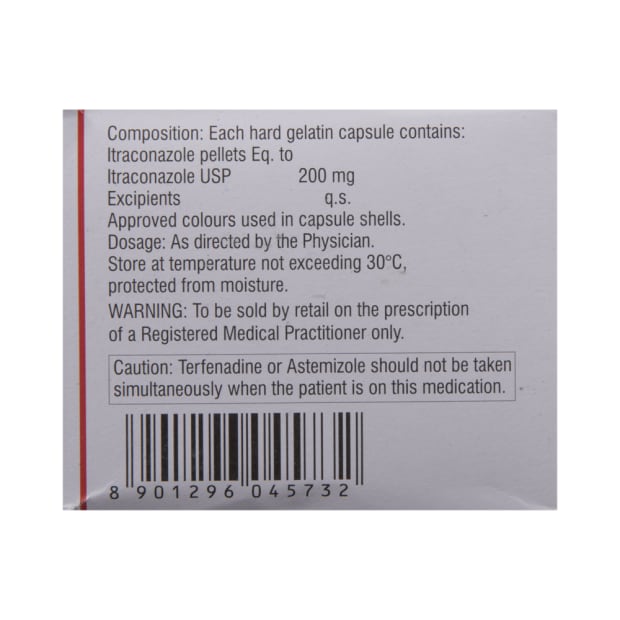 Composition: Each hard gelatin capsule contains:
Itraconazole pellets Eq. to
Itraconazole USP 200 mg
Excipients q.s.
Approved colours used in capsule shells.
Dosage: As directed by the Physician.
Store at temperature not exceeding 30°C,
protected from moisture.
WARNING: To be sold by retail on the prescription
of a Registered Medical Practitioner only.
Caution: Terfenadine or Astemizole should not be taken
simultaneously when the patient is on this medication.
8 901296 045732